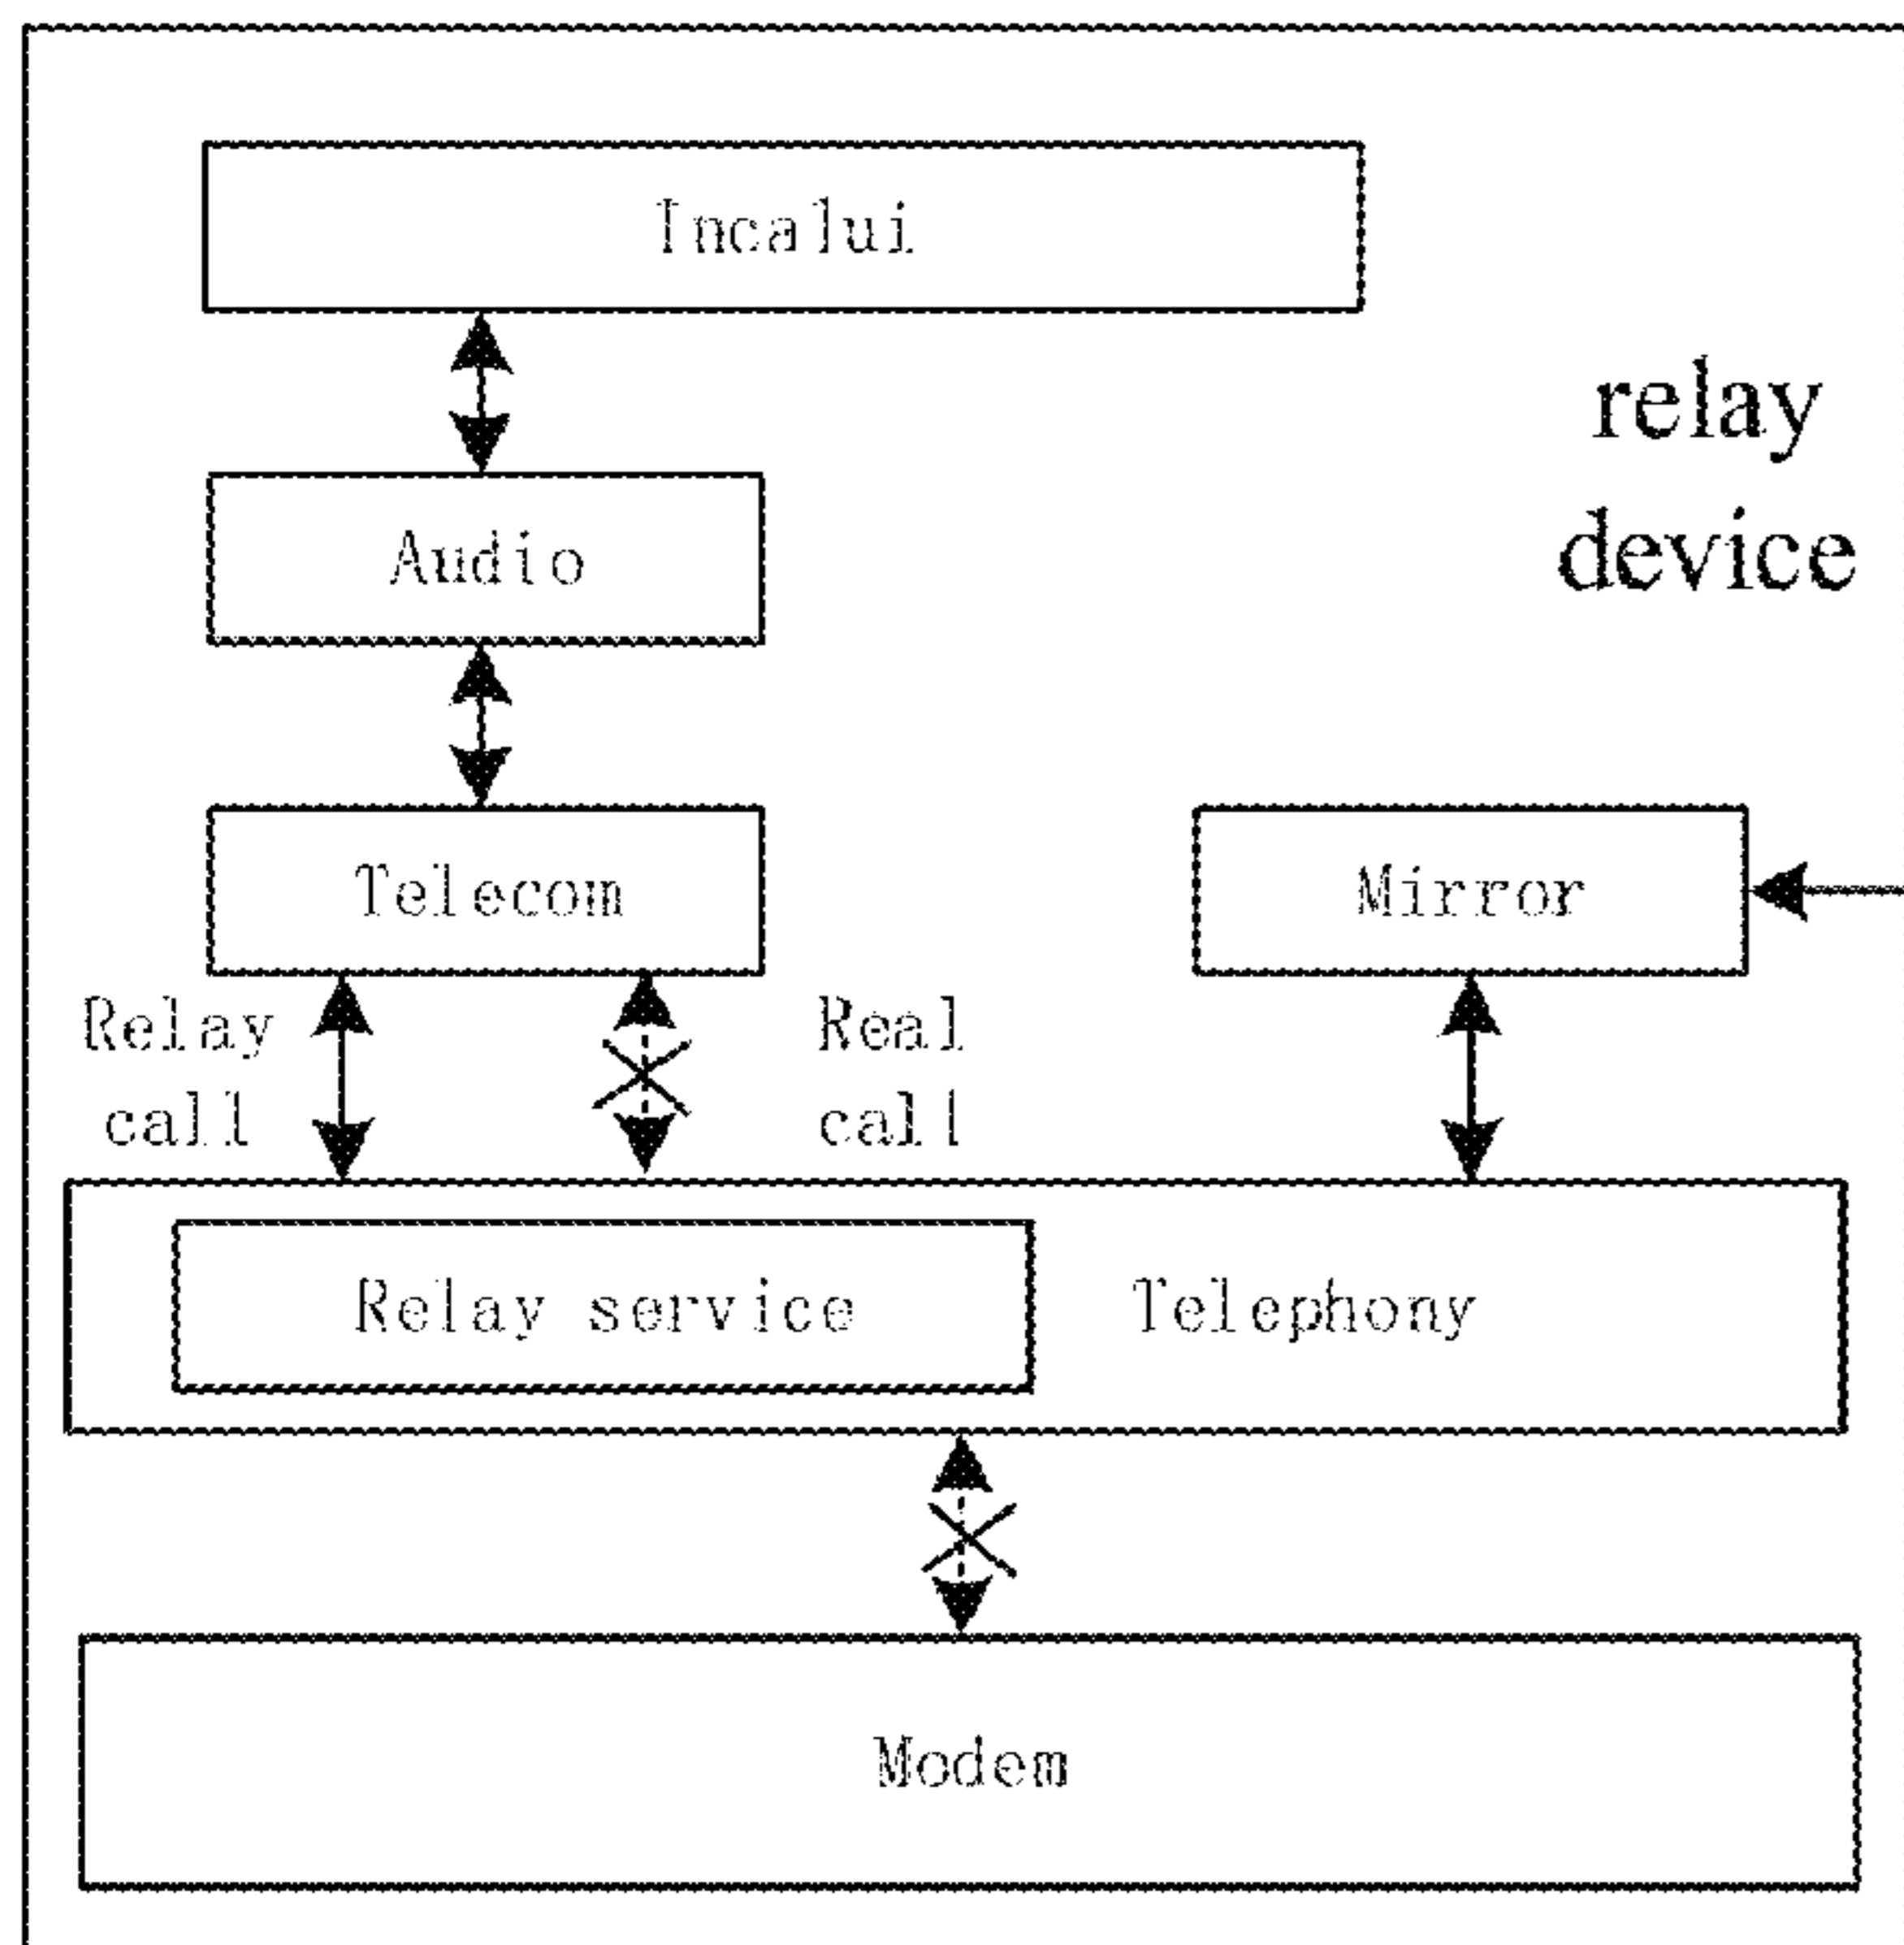 Incalui
relay
device
Audio
Telecom
Mirror
Relay
call
Real
call
Relay service
Telephony
Modem